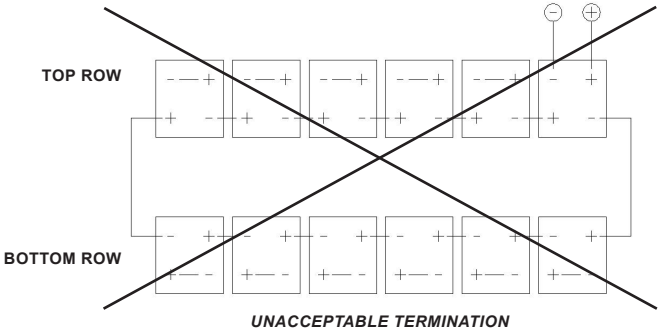 − +
TOP ROW
- + - + - + - + - + - +
+ - + - + - + - + - + -
BOTTOM ROW
- + - + - + - + - + - +
+ - + - + - + - + - + -
UNACCEPTABLE TERMINATION